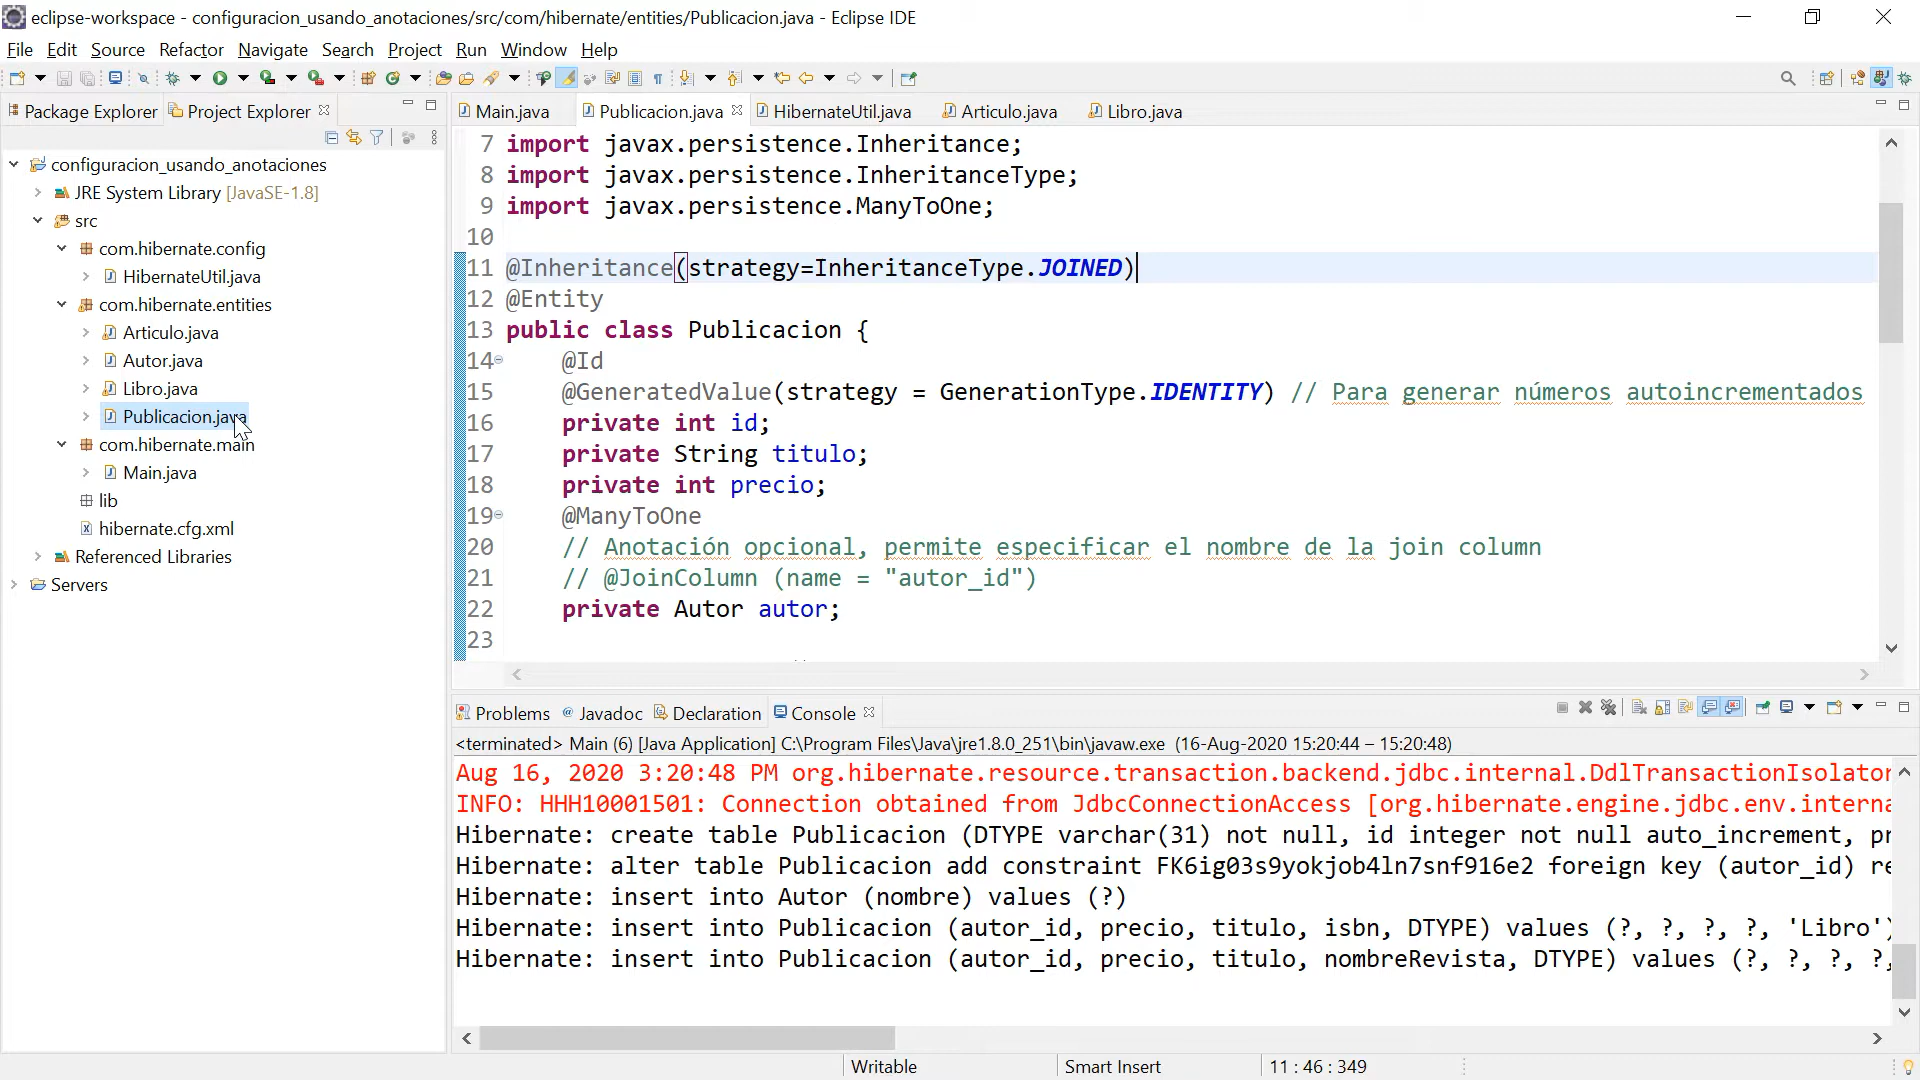 eclipse-workspace - configuracion_usando_anotaciones/src/com/hibernate/entities/Publicacion.java - Eclipse IDE
File Edit Source Refactor Navigate Search Project Run Window Help
Package Explorer Project Explorer
configuracion_usando_anotaciones
JRE System Library [JavaSE-1.8]
src
com.hibernate.config
HibernateUtil.java
com.hibernate.entities
Articulo.java
Autor.java
Libro.java
Publicacion.java
com.hibernate.main
Main.java
lib
hibernate.cfg.xml
Referenced Libraries
Servers
Main.java Publicacion.java HibernateUtil.java Articulo.java Libro.java
7 import javax.persistence.Inheritance;
8 import javax.persistence.InheritanceType;
9 import javax.persistence.ManyToOne;
10
11 @Inheritance(strategy=InheritanceType.JOINED)
12 @Entity
13 public class Publicacion {
14 @Id
15 @GeneratedValue(strategy = GenerationType.IDENTITY) // Para generar números autoincrementados
16 private int id;
17 private String titulo;
18 private int precio;
19 @ManyToOne
20 // Anotación opcional, permite especificar el nombre de la join column
21 // @JoinColumn (name = "autor_id")
22 private Autor autor;
23
Problems Javadoc Declaration Console
<terminated> Main (6) [Java Application] C:\Program Files\Java\jre1.8.0_251\bin\javaw.exe (16-Aug-2020 15:20:44 – 15:20:48)
Aug 16, 2020 3:20:48 PM org.hibernate.resource.transaction.backend.jdbc.internal.DdlTransactionIsolator
INFO: HHH10001501: Connection obtained from JdbcConnectionAccess [org.hibernate.engine.jdbc.env.interna
Hibernate: create table Publicacion (DTYPE varchar(31) not null, id integer not null auto_increment, pr
Hibernate: alter table Publicacion add constraint FK6ig03s9yokjob4ln7snf916e2 foreign key (autor_id) re
Hibernate: insert into Autor (nombre) values (?)
Hibernate: insert into Publicacion (autor_id, precio, titulo, isbn, DTYPE) values (?, ?, ?, ?, 'Libro')
Hibernate: insert into Publicacion (autor_id, precio, titulo, nombreRevista, DTYPE) values (?, ?, ?, ?,
Writable Smart Insert 11 : 46 : 349